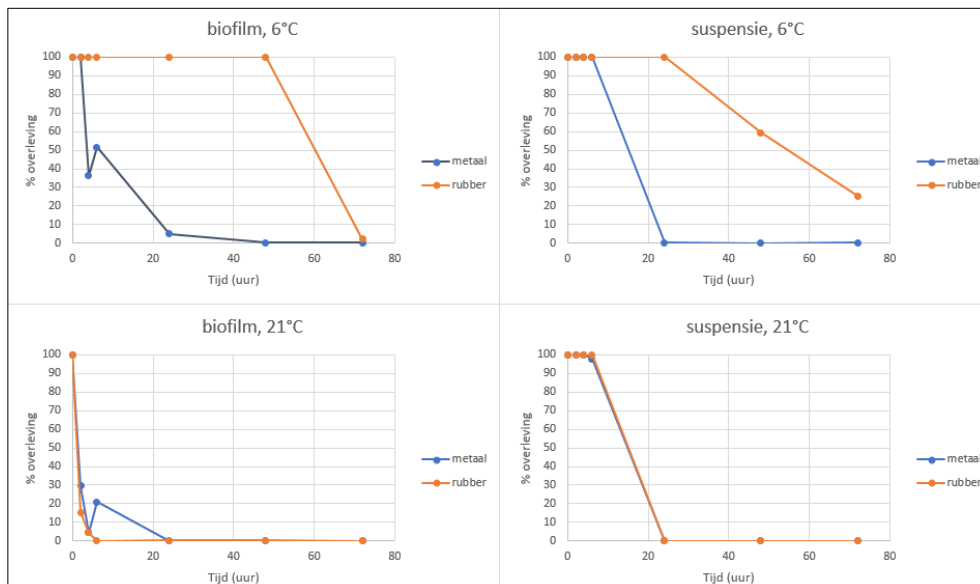 biofilm, 6°C
100
90
80
70
60
50
40
30
20
10
0
% overleving
0 20 40 60 80
Tijd (uur)
metaal
rubber
suspensie, 6°C
100
90
80
70
60
50
40
30
20
10
0
% overleving
0 20 40 60 80
Tijd (uur)
metaal
rubber
biofilm, 21°C
100
90
80
70
60
50
40
30
20
10
0
% overleving
0 20 40 60 80
Tijd (uur)
metaal
rubber
suspensie, 21°C
100
90
80
70
60
50
40
30
20
10
0
% overleving
0 20 40 60 80
Tijd (uur)
metaal
rubber